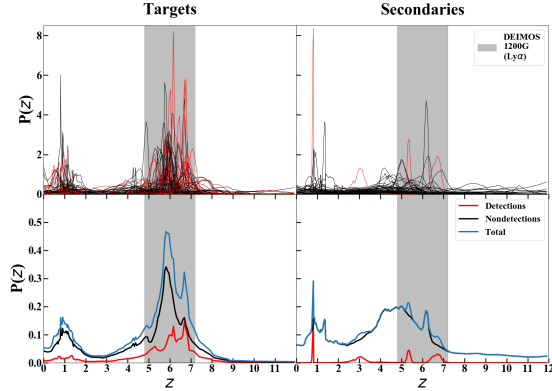 Targets
Secondaries
P(z)
8
6
4
2
0
DEIMOS
1200G
(Lyα)
P(z)
0.5
0.4
0.3
0.2
0.1
0.0
Detections
Nondetections
Total
0 1 2 3 4 5 6 7 8 9 10 11
0 1 2 3 4 5 6 7 8 9 10 11 12
z
z